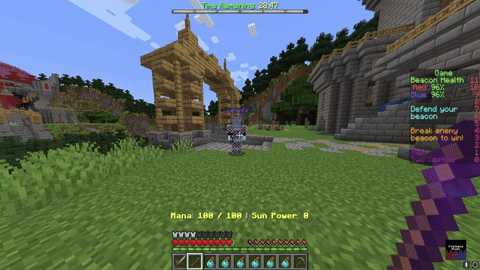 Time Remaining: 28:47
Game
Beacon Health
Red: 96%
Blue: 96%
Defend your
beacon
Break enemy
beacon to win!
Mana: 100 / 100 | Sun Power: 0